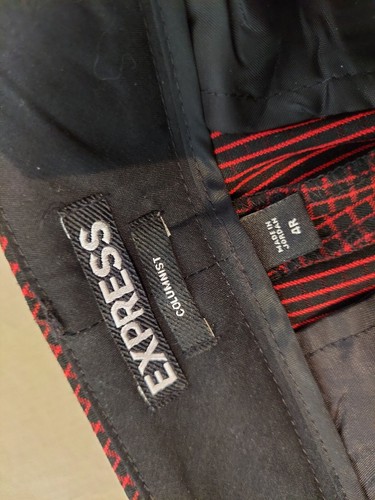 EXPRESS
COLUMNIST
4R
MADE IN
JORDAN